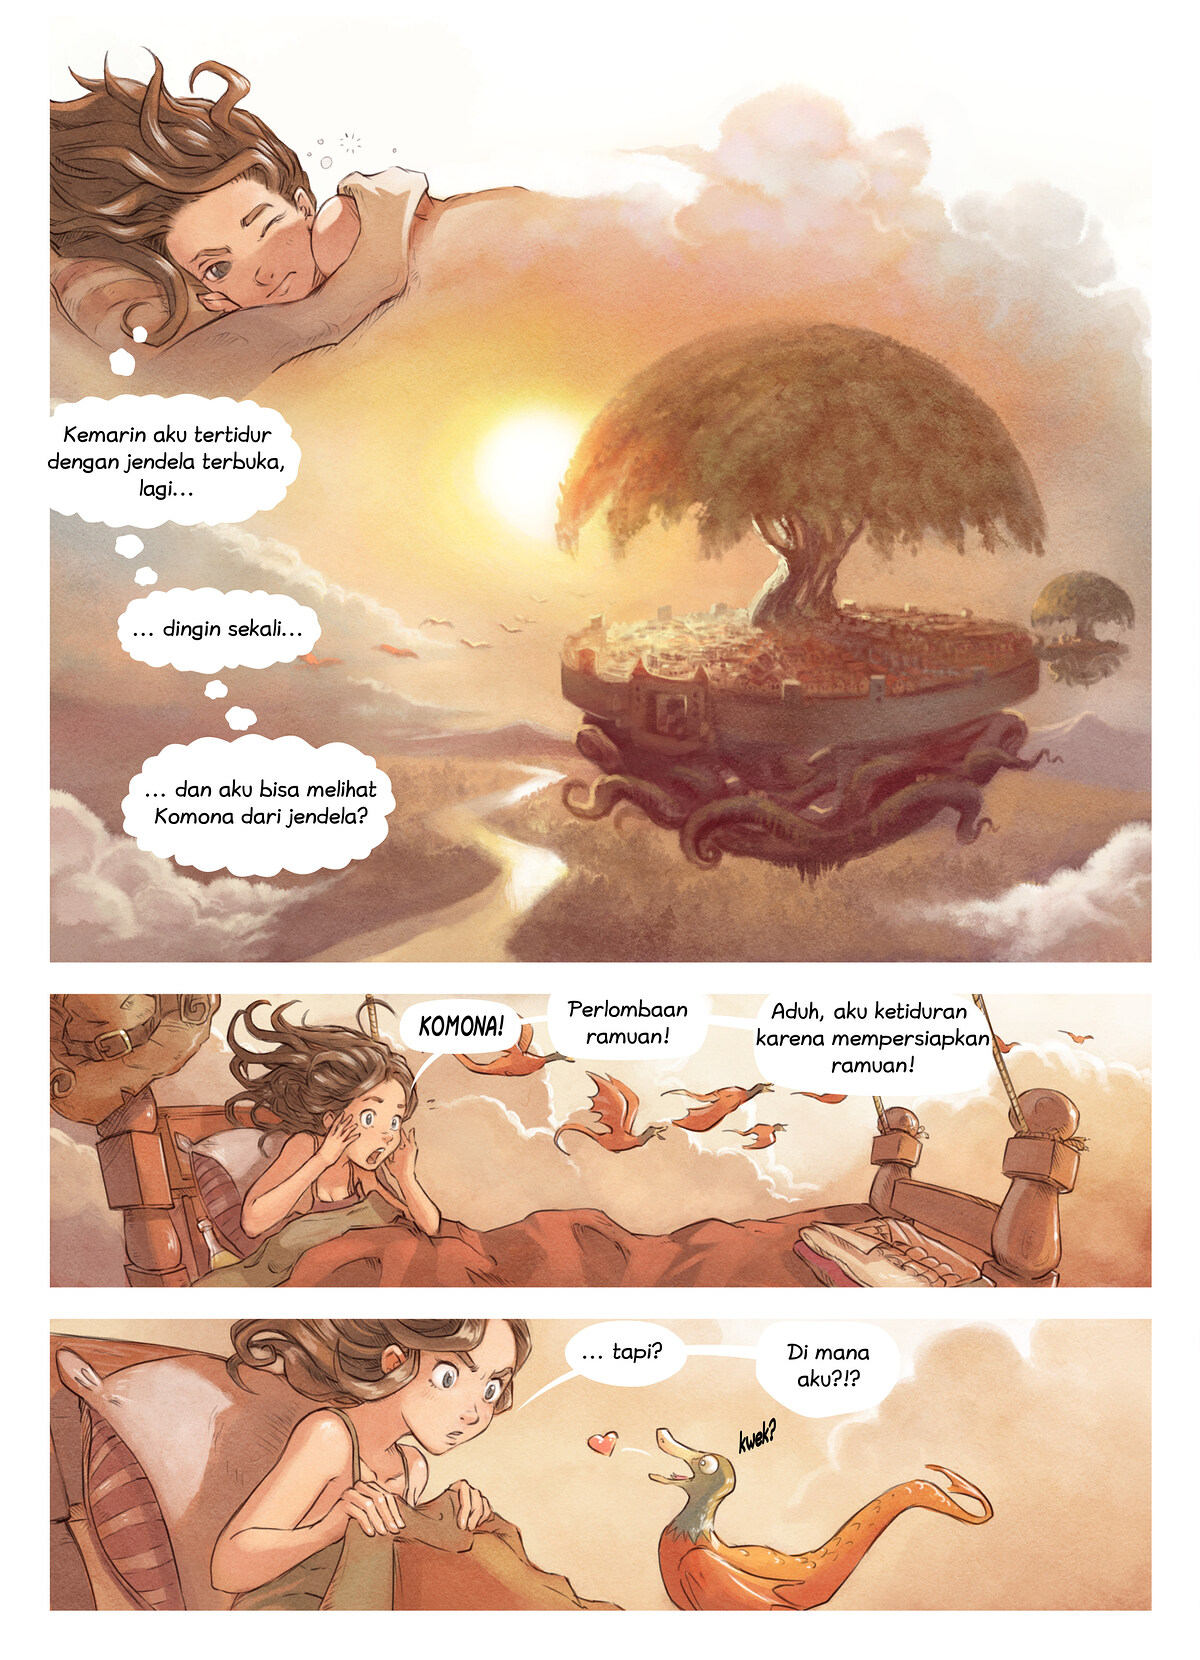 Kemarin aku tertidur
dengan jendela terbuka,
lagi...
... dingin sekali...
... dan aku bisa melihat
Komona dari jendela?
KOMONA!
Perlombaan
ramuan!
Aduh, aku ketiduran
karena mempersiapkan
ramuan!
... tapi?
Di mana
aku?!?
kwek?